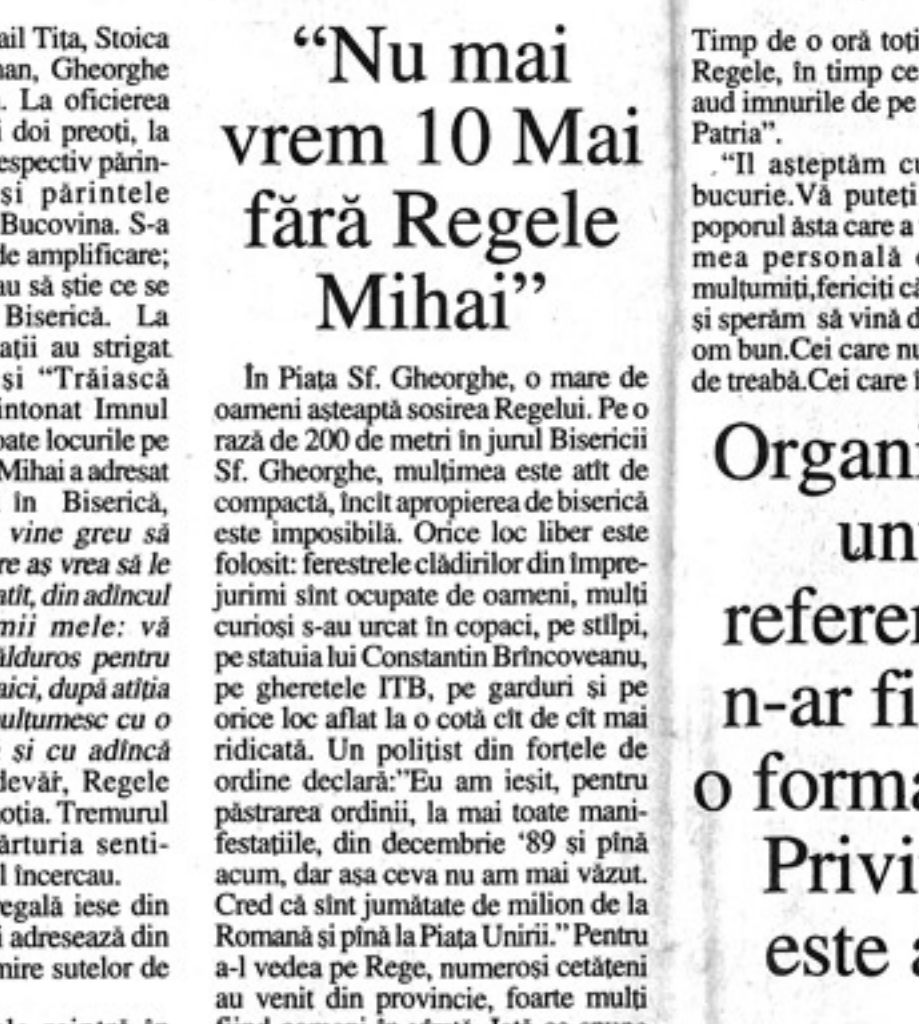 ail Tița, Stoica
an, Gheorghe
. La oficierea
i doi preoți, la
espectiv părin-
și părintele
Bucovina. S-a
de amplificare;
au să știe ce se
Biserică. La
ații au strigat
și “Trăiască
intonat Imnul
oate locurile pe
Mihai a adresat
în Biserică,
vine greu să
re aș vrea să le
atît, din adîncul
mii mele: vă
ălduros pentru
aici, după atîția
ulțumesc cu o
și cu adîncă
devăr, Regele
oția. Tremurul
ărturia senti-
l încercau.
regală iese din
i adresează din
mire sutelor de
“Nu mai
vrem 10 Mai
fără Regele
Mihai”
În Piața Sf. Gheorghe, o mare de
oameni așteaptă sosirea Regelui. Pe o
rază de 200 de metri în jurul Bisericii
Sf. Gheorghe, mulțimea este atît de
compactă, încît apropierea de biserică
este imposibilă. Orice loc liber este
folosit: ferestrele clădirilor din împre-
jurimi sînt ocupate de oameni, mulți
curioși s-au urcat în copaci, pe stîlpi,
pe statuia lui Constantin Brîncoveanu,
pe gheretele ITB, pe garduri și pe
orice loc aflat la o cotă cît de cît mai
ridicată. Un polițist din forțele de
ordine declară:”Eu am ieșit, pentru
păstrarea ordinii, la mai toate mani-
festațiile, din decembrie ‘89 și pînă
acum, dar așa ceva nu am mai văzut.
Cred că sînt jumătate de milion de la
Romană și pînă la Piața Unirii.” Pentru
a-l vedea pe Rege, numeroși cetățeni
au venit din provincie, foarte mulți
Timp de o oră toți
Regele, în timp ce
aud imnurile de pe
Patria”.
“Il așteptăm cu
bucurie.Vă puteți
poporul ăsta care a
mea personală
mulțumiți,fericiți că
și sperăm să vină d
om bun.Cei care nu
de treabă.Cei care î
Organi
un
refere
n-ar fi
o forma
Privi
este a